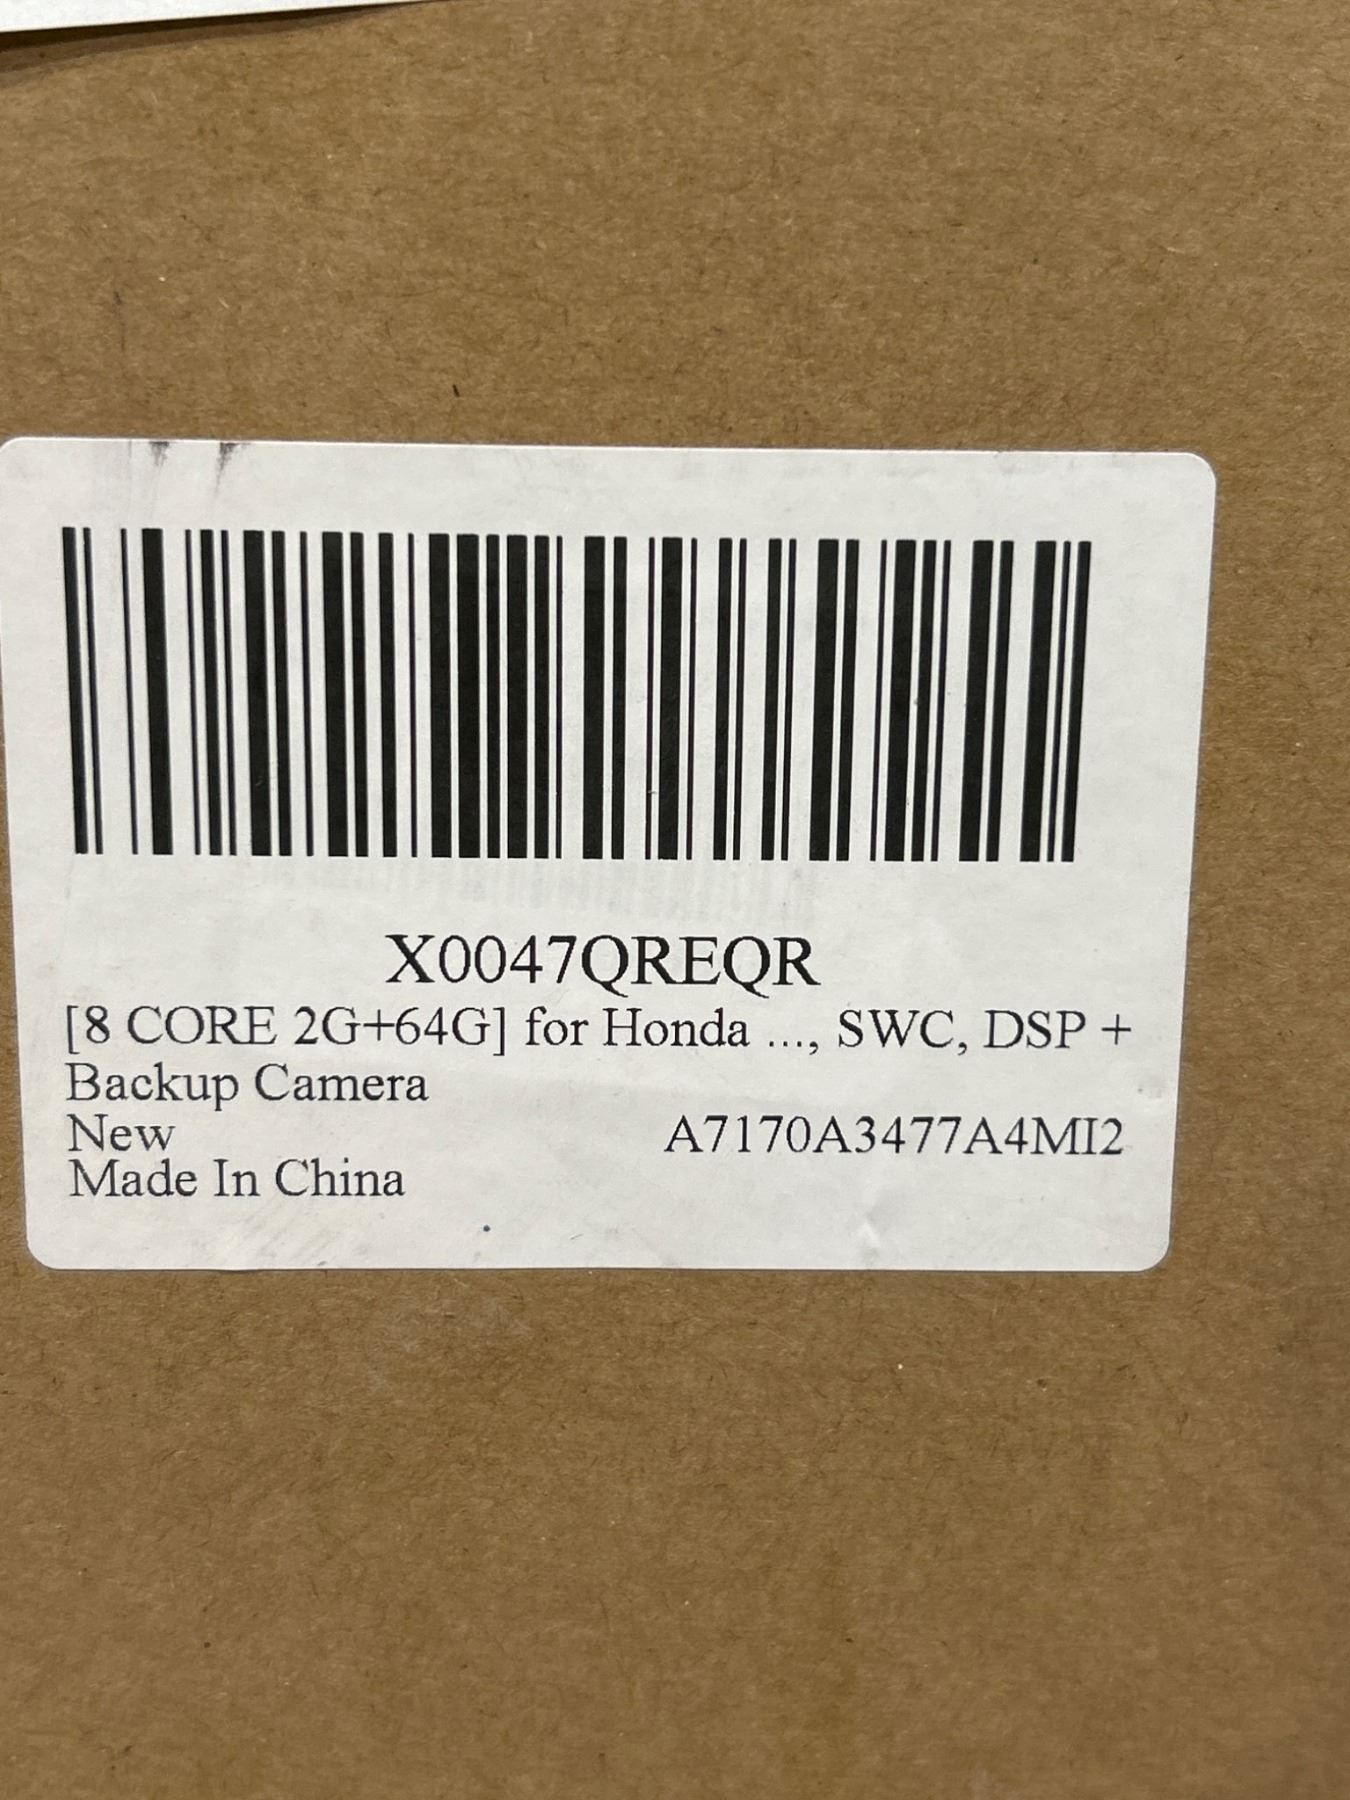 X0047QREQR
[8 CORE 2G+64G] for Honda ..., SWC, DSP +
Backup Camera
New A7170A3477A4MI2
Made In China